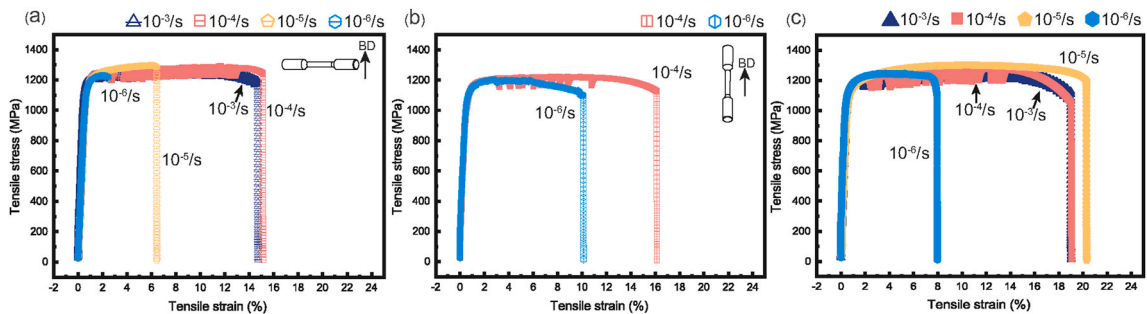 (a) 10⁻³/s 10⁻⁴/s 10⁻⁵/s 10⁻⁶/s
1400
1200
1000
800
600
400
200
0
Tensile stress (MPa)
BD
10⁻⁶/s
10⁻³/s
10⁻⁴/s
10⁻⁵/s
-2 0 2 4 6 8 10 12 14 16 18 20 22 24
Tensile strain (%)
(b) 10⁻⁴/s 10⁻⁶/s
1400
1200
1000
800
600
400
200
0
Tensile stress (MPa)
BD
10⁻⁴/s
10⁻⁶/s
-2 0 2 4 6 8 10 12 14 16 18 20 22 24
Tensile strain (%)
(c) 10⁻³/s 10⁻⁴/s 10⁻⁵/s 10⁻⁶/s
1400
1200
1000
800
600
400
200
0
Tensile stress (MPa)
10⁻⁵/s
10⁻⁴/s
10⁻³/s
10⁻⁶/s
-2 0 2 4 6 8 10 12 14 16 18 20 22 24
Tensile strain (%)